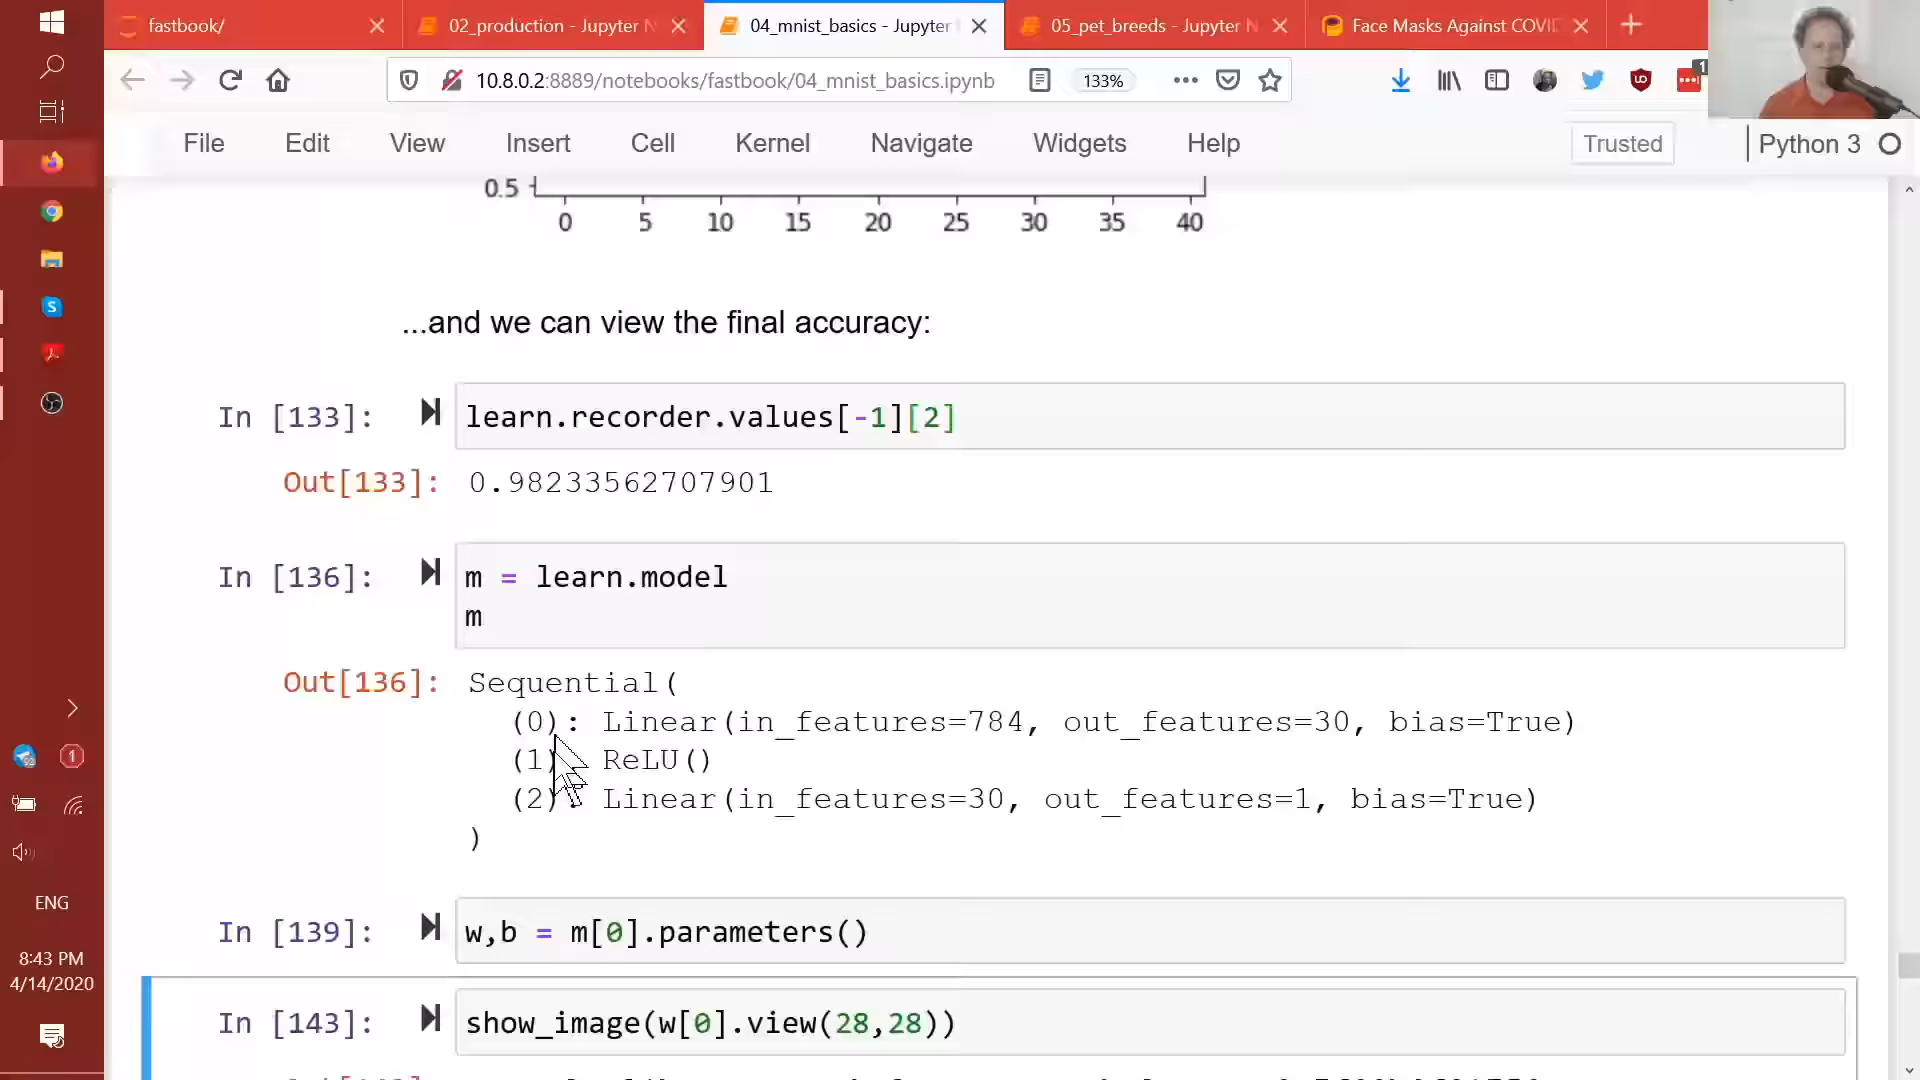 fastbook/
02_production - Jupyter N
04_mnist_basics - Jupyter
05_pet_breeds - Jupyter N
Face Masks Against COVI
10.8.0.2:8889/notebooks/fastbook/04_mnist_basics.ipynb
133%
1
File Edit View Insert Cell Kernel Navigate Widgets Help
Trusted
Python 3
0.5
0 5 10 15 20 25 30 35 40
...and we can view the final accuracy:
In [133]: learn.recorder.values[-1][2]
Out[133]: 0.98233562707901
In [136]: m = learn.model
m
Out[136]: Sequential(
(0): Linear(in_features=784, out_features=30, bias=True)
(1): ReLU()
(2): Linear(in_features=30, out_features=1, bias=True)
)
In [139]: w,b = m[0].parameters()
In [143]: show_image(w[0].view(28,28))
1
ENG
8:43 PM
4/14/2020